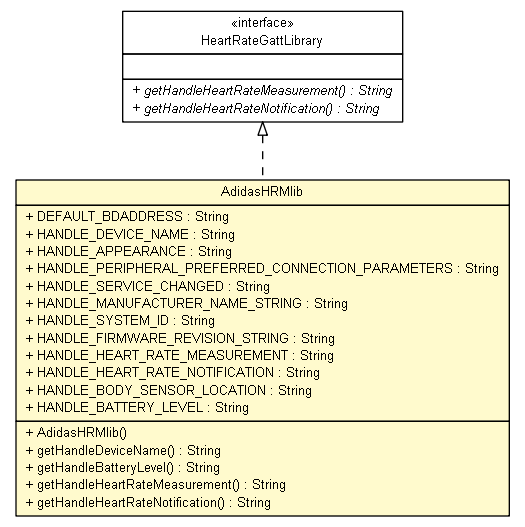 «interface»
HeartRateGattLibrary
+ getHandleHeartRateMeasurement() : String
+ getHandleHeartRateNotification() : String
AdidasHRMlib
+ DEFAULT_BDADDRESS : String
+ HANDLE_DEVICE_NAME : String
+ HANDLE_APPEARANCE : String
+ HANDLE_PERIPHERAL_PREFERRED_CONNECTION_PARAMETERS : String
+ HANDLE_SERVICE_CHANGED : String
+ HANDLE_MANUFACTURER_NAME_STRING : String
+ HANDLE_SYSTEM_ID : String
+ HANDLE_FIRMWARE_REVISION_STRING : String
+ HANDLE_HEART_RATE_MEASUREMENT : String
+ HANDLE_HEART_RATE_NOTIFICATION : String
+ HANDLE_BODY_SENSOR_LOCATION : String
+ HANDLE_BATTERY_LEVEL : String
+ AdidasHRMlib()
+ getHandleDeviceName() : String
+ getHandleBatteryLevel() : String
+ getHandleHeartRateMeasurement() : String
+ getHandleHeartRateNotification() : String